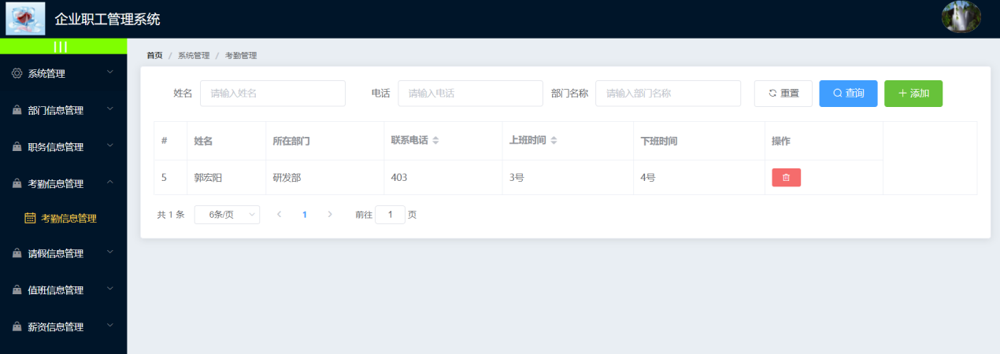 企业职工管理系统
系统管理
部门信息管理
职务信息管理
考勤信息管理
考勤信息管理
请假信息管理
值班信息管理
薪资信息管理
首页 / 系统管理 / 考勤管理
姓名 请输入姓名 电话 请输入电话 部门名称 请输入部门名称 重置 查询 添加
# 姓名 所在部门 联系电话 上班时间 下班时间 操作
5 郭宏阳 研发部 403 3号 4号
共 1 条 6条/页 1 前往 1 页